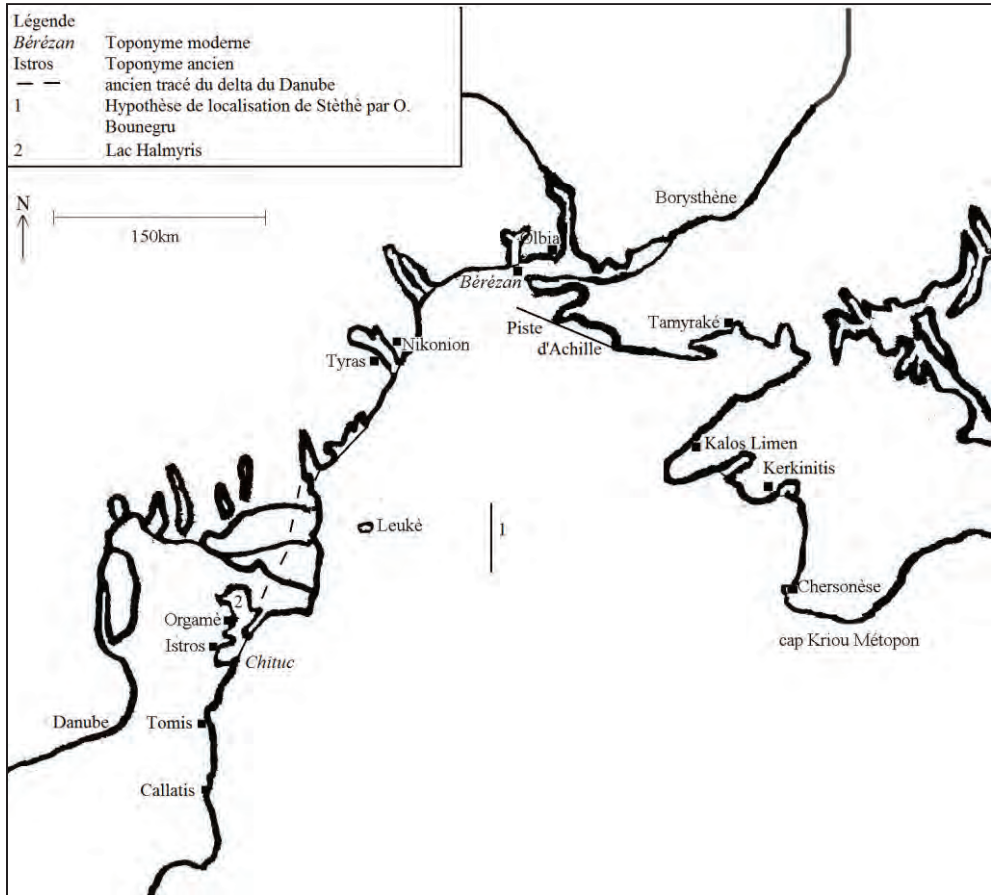 Légende
Bérézan Toponyme moderne
Istros Toponyme ancien
— — ancien tracé du delta du Danube
1 Hypothèse de localisation de Stèthè par O.
Bounegru
2 Lac Halmyris
N
150km
Borysthène
Olbia
Bérézan
Piste
d'Achille
Tamyraké
Nikonion
Tyras
Kalos Limen
Kerkinitis
Leukè
1
Chersonèse
2
Orgamè
Istros
cap Kriou Métopon
Chituc
Danube
Tomis
Callatis